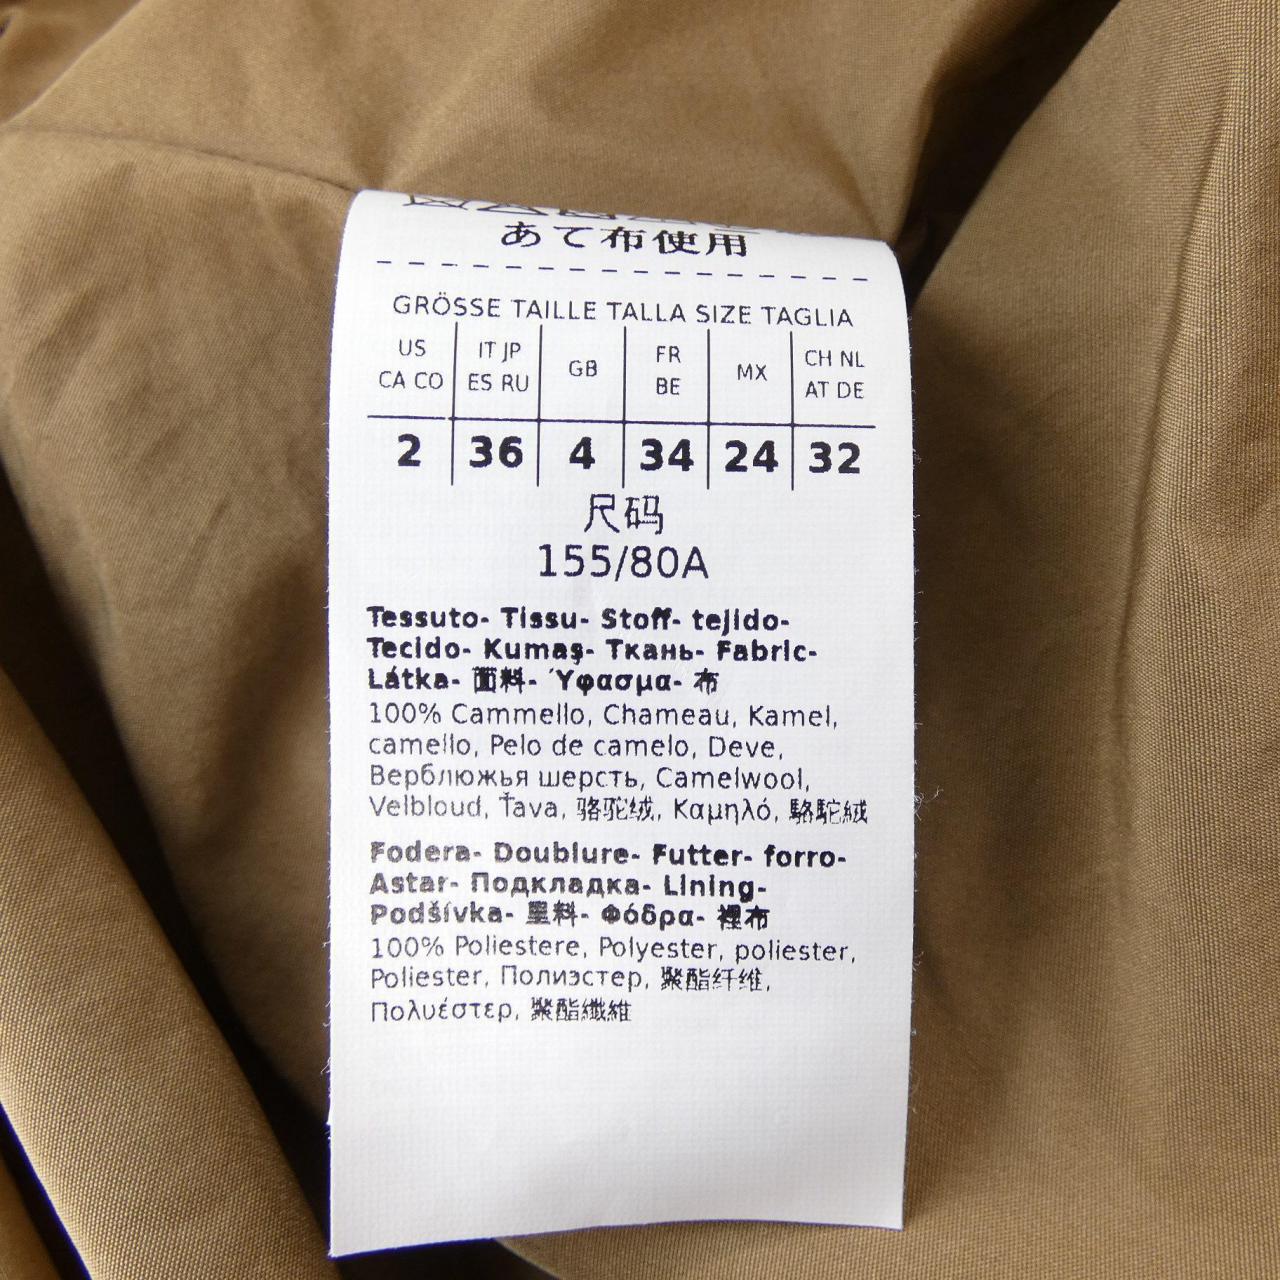 あて布使用
GRÖSSE TAILLE TALLA SIZE TAGLIA
US CA CO | IT JP ES RU | GB | FR BE | MX | CH NL AT DE
2 | 36 | 4 | 34 | 24 | 32
尺码
155/80A
Tessuto- Tissu- Stoff- tejido-
Tecido- Kumaş- Ткань- Fabric-
Látka- 面料- Ύφασμα- 布
100% Cammello, Chameau, Kamel,
camello, Pelo de camelo, Deve,
Верблюжья шерсть, Camelwool,
Velbloud, Ťava, 骆驼绒, Καμηλό, 駱駝絨
Fodera- Doublure- Futter- forro-
Astar- Подкладка- Lining-
Podšívka- 里料- Φόδρα- 裡布
100% Poliestere, Polyester, poliester,
Poliester, Полиэстер, 聚酯纤维,
Πολυέστερ, 聚酯纖維